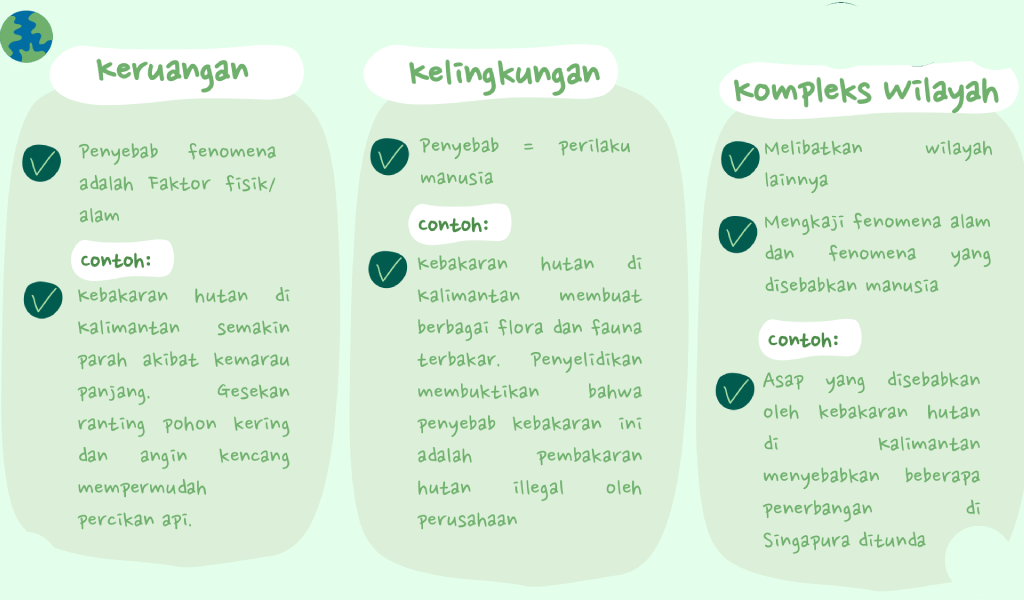 Keruangan
Penyebab fenomena
adalah Faktor fisik/
alam
contoh:
Kebakaran hutan di
Kalimantan semakin
parah akibat kemarau
panjang. Gesekan
ranting pohon kering
dan angin kencang
mempermudah
percikan api.
Kelingkungan
Penyebab = perilaku
manusia
contoh:
Kebakaran hutan di
Kalimantan membuat
berbagai flora dan fauna
terbakar. Penyelidikan
membuktikan bahwa
penyebab kebakaran ini
adalah pembakaran
hutan illegal oleh
perusahaan
Kompleks Wilayah
Melibatkan wilayah
lainnya
Mengkaji fenomena alam
dan fenomena yang
disebabkan manusia
contoh:
Asap yang disebabkan
oleh kebakaran hutan
di Kalimantan
menyebabkan beberapa
penerbangan di
Singapura ditunda